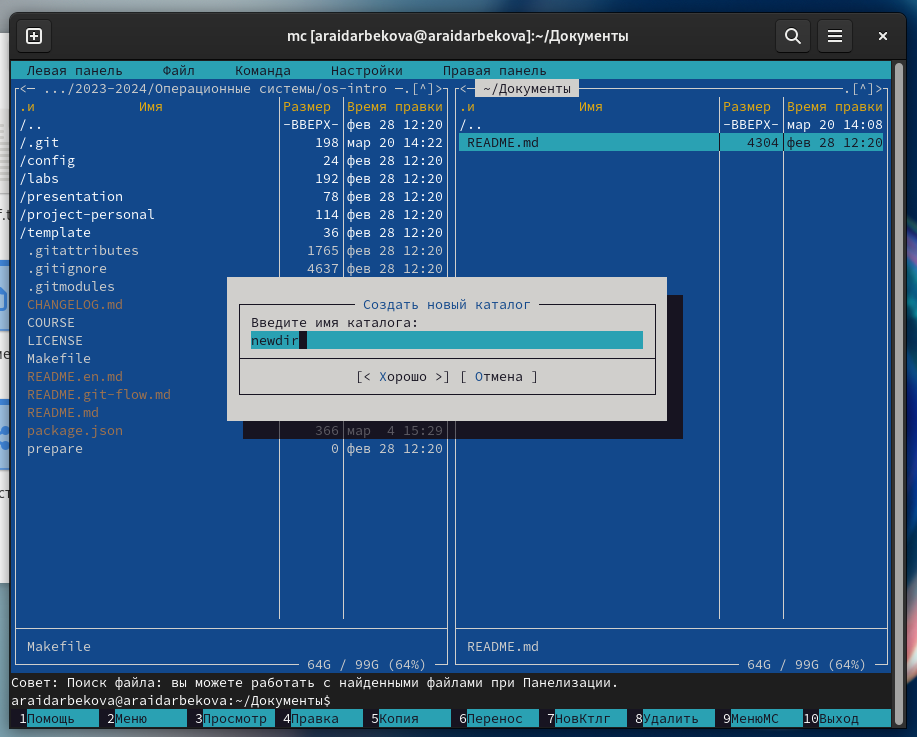 mc [araidarbekova@araidarbekova]:~/Документы
Левая панель Файл Команда Настройки Правая панель
<─ .../2023-2024/Операционные системы/os-intro ─.[^]>
.и Имя Размер Время правки
/.. -ВВЕРХ- фев 28 12:20
/.git 198 мар 20 14:22
/config 24 фев 28 12:20
/labs 192 фев 28 12:20
/presentation 78 фев 28 12:20
/project-personal 114 фев 28 12:20
/template 36 фев 28 12:20
.gitattributes 1765 фев 28 12:20
.gitignore 4637 фев 28 12:20
.gitmodules
CHANGELOG.md
COURSE
LICENSE
Makefile
README.en.md
README.git-flow.md
README.md
package.json 366 мар 4 15:29
prepare 0 фев 28 12:20
Makefile
64G / 99G (64%)
<─ ~/Документы .[^]>
.и Имя Размер Время правки
/.. -ВВЕРХ- мар 20 14:08
README.md 4304 фев 28 12:20
README.md
64G / 99G (64%)
Создать новый каталог
Введите имя каталога:
newdir
[< Хорошо >] [ Отмена ]
Совет: Поиск файла: вы можете работать с найденными файлами при Панелизации.
araidarbekova@araidarbekova:~/Документы$
1Помощь 2Меню 3Просмотр 4Правка 5Копия 6Перенос 7НовКтлг 8Удалить 9МенюМС 10Выход